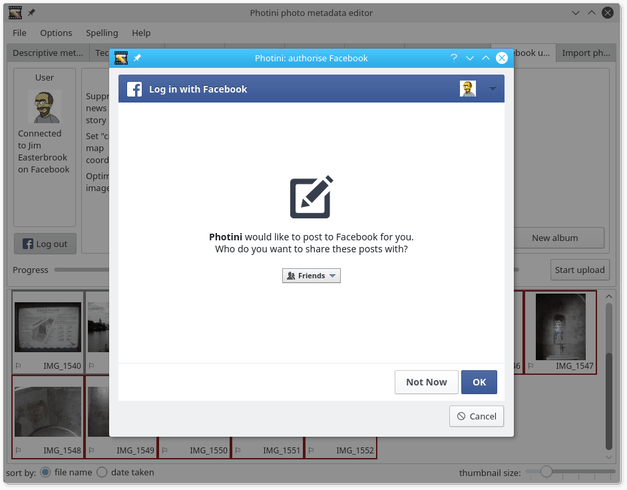 Photini photo metadata editor
File Options Spelling Help
Descriptive met...
Import ph...
Photini: authorise Facebook
Log in with Facebook
User
Connected
to Jim
Easterbrook
on Facebook
Log out
news
story
Set "c
map
coord
Optim
image
Photini would like to post to Facebook for you.
Who do you want to share these posts with?
Friends
New album
Progress
Start upload
Not Now OK
Cancel
IMG_1540
IMG_1547
IMG_1548 IMG_1549 IMG_1550 IMG_1551 IMG_1552
sort by: file name date taken
thumbnail size: